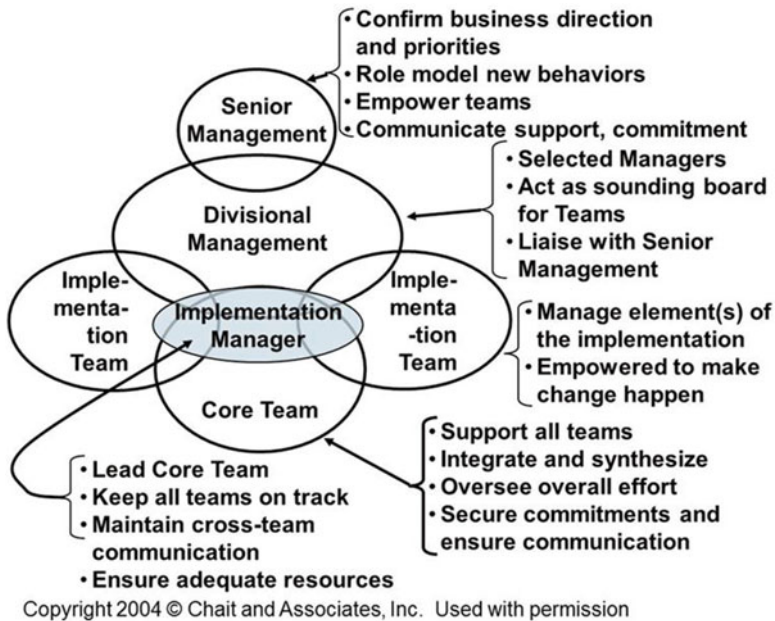 • Confirm business direction
and priorities
• Role model new behaviors
• Empower teams
• Communicate support, commitment
Senior
Management
• Selected Managers
• Act as sounding board
for Teams
• Liaise with Senior
Management
Divisional
Management
Imple-
menta-
tion
Team
Implementation
Manager
Imple-
menta
-tion
Team
• Manage element(s) of
the implementation
• Empowered to make
change happen
Core Team
• Support all teams
• Integrate and synthesize
• Oversee overall effort
• Secure commitments and
ensure communication
• Lead Core Team
• Keep all teams on track
• Maintain cross-team
communication
• Ensure adequate resources
Copyright 2004 © Chait and Associates, Inc. Used with permission